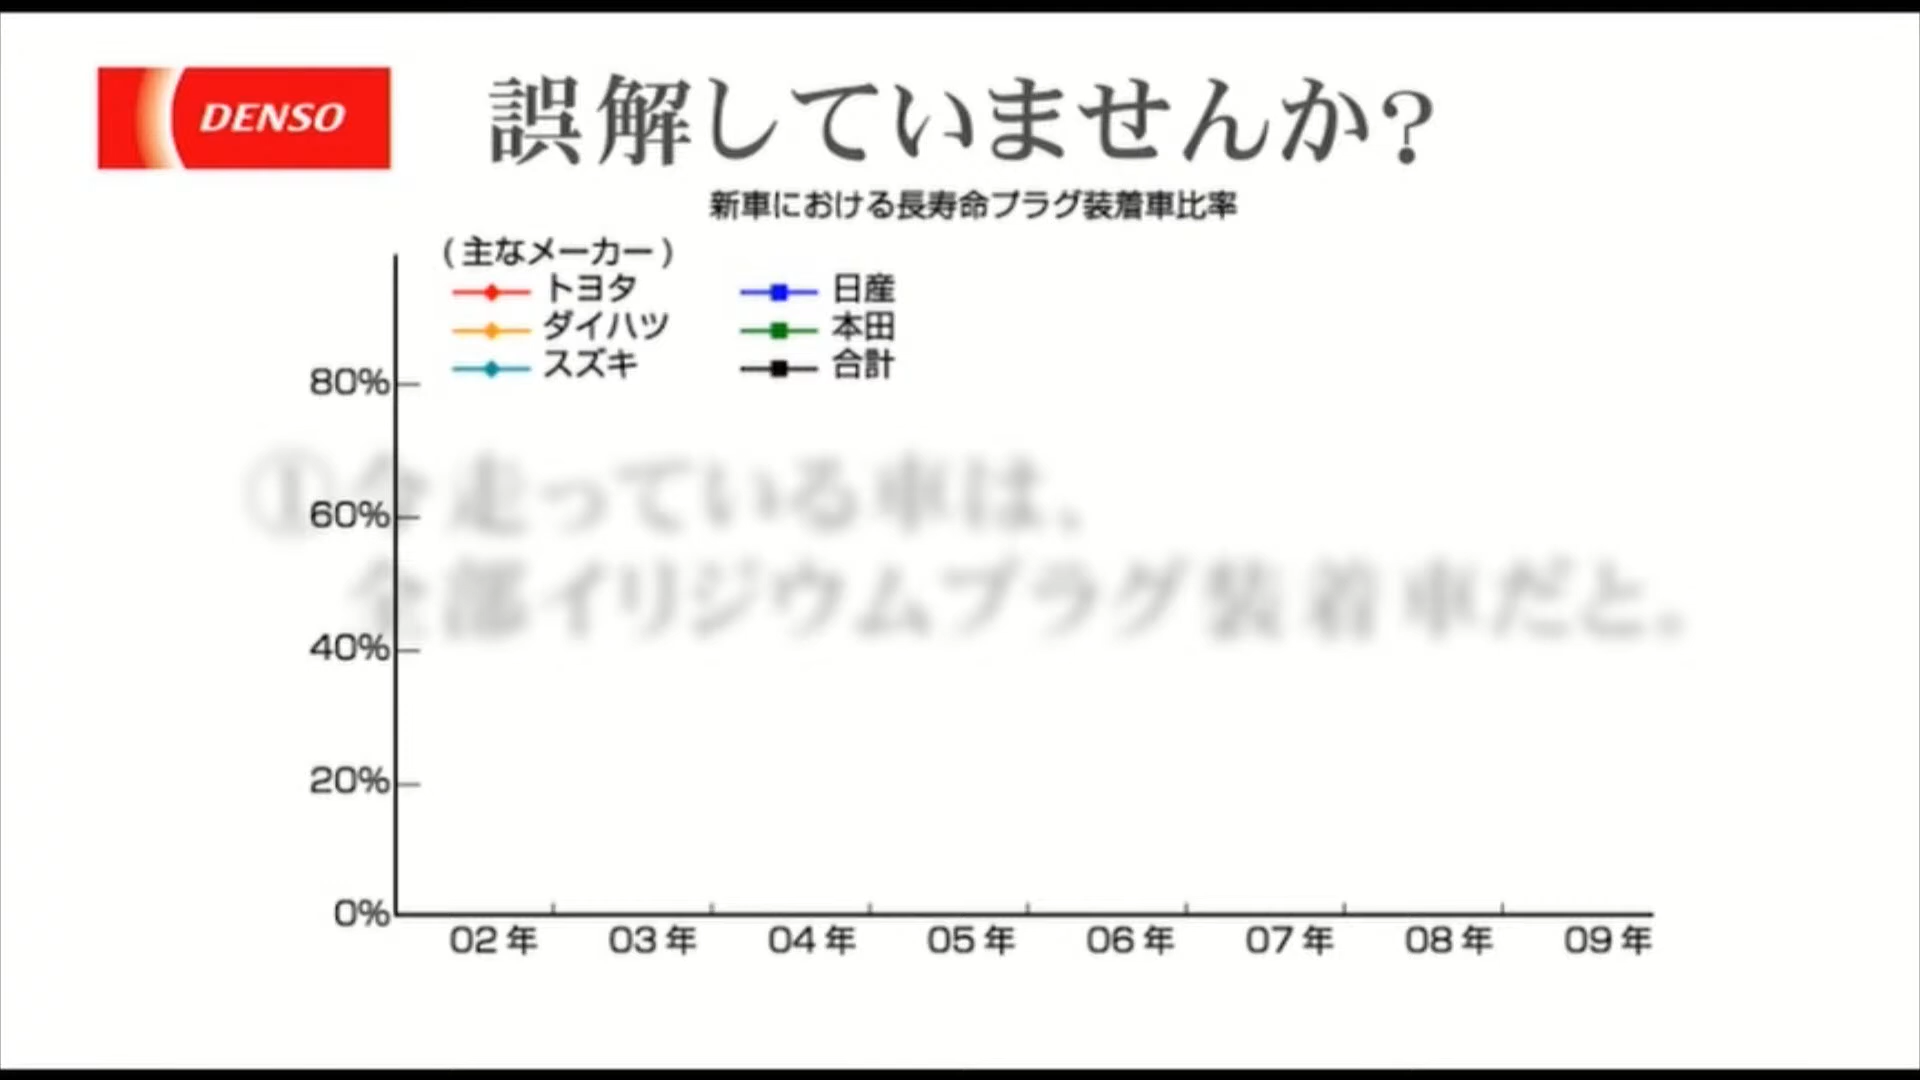 DENSO
誤解していませんか?
新車における長寿命プラグ装着車比率
(主なメーカー)
トヨタ 日産
ダイハツ 本田
スズキ 合計
80%
①今走っている車は、
60%
全部イリジウムプラグ装着車だと。
40%
20%
0%
02年 03年 04年 05年 06年 07年 08年 09年